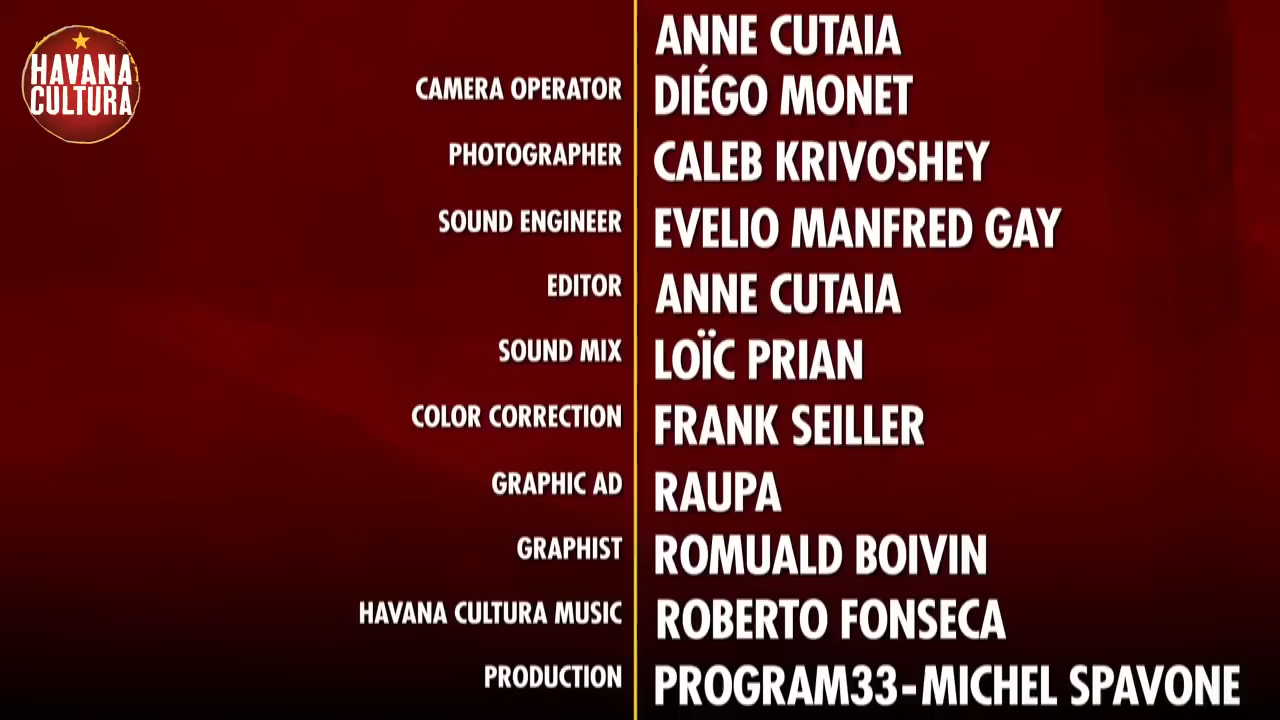 HAVANA
CULTURA
ANNE CUTAIA
CAMERA OPERATOR DIÉGO MONET
PHOTOGRAPHER CALEB KRIVOSHEY
SOUND ENGINEER EVELIO MANFRED GAY
EDITOR ANNE CUTAIA
SOUND MIX LOÏC PRIAN
COLOR CORRECTION FRANK SEILLER
GRAPHIC AD RAUPA
GRAPHIST ROMUALD BOIVIN
HAVANA CULTURA MUSIC ROBERTO FONSECA
PRODUCTION PROGRAM33-MICHEL SPAVONE